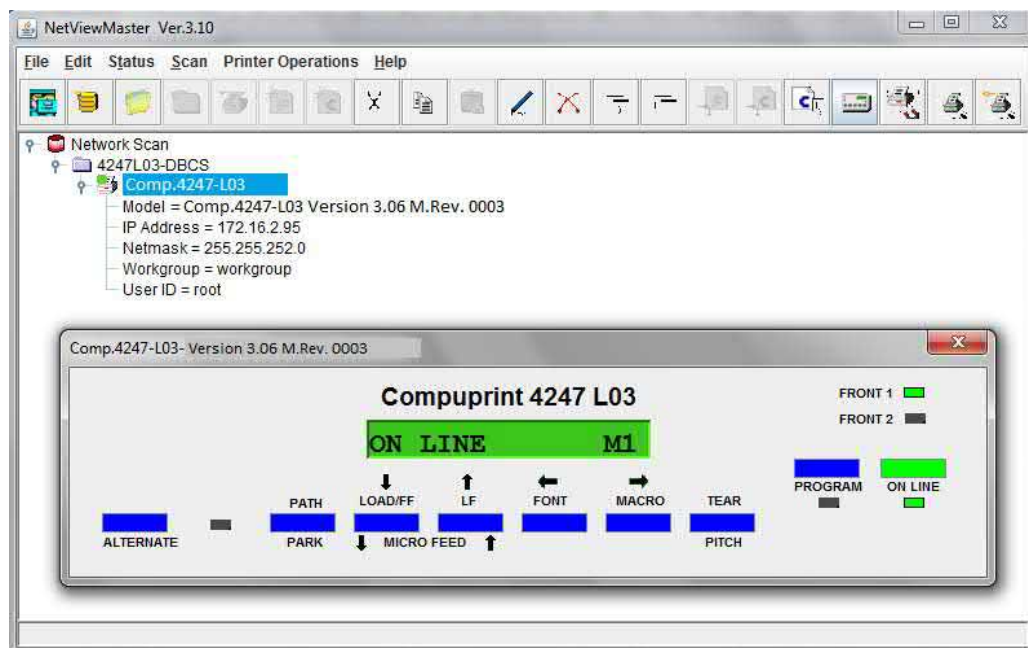 NetViewMaster Ver.3.10
File Edit Status Scan Printer Operations Help
Network Scan
4247L03-DBCS
Comp.4247-L03
Model = Comp.4247-L03 Version 3.06 M.Rev. 0003
IP Address = 172.16.2.95
Netmask = 255.255.252.0
Workgroup = workgroup
User ID = root
Comp.4247-L03- Version 3.06 M.Rev. 0003
Compuprint 4247 L03
FRONT 1
FRONT 2
ON LINE M1
PROGRAM ON LINE
PATH LOAD/FF LF FONT MACRO TEAR
ALTERNATE PARK MICRO FEED PITCH